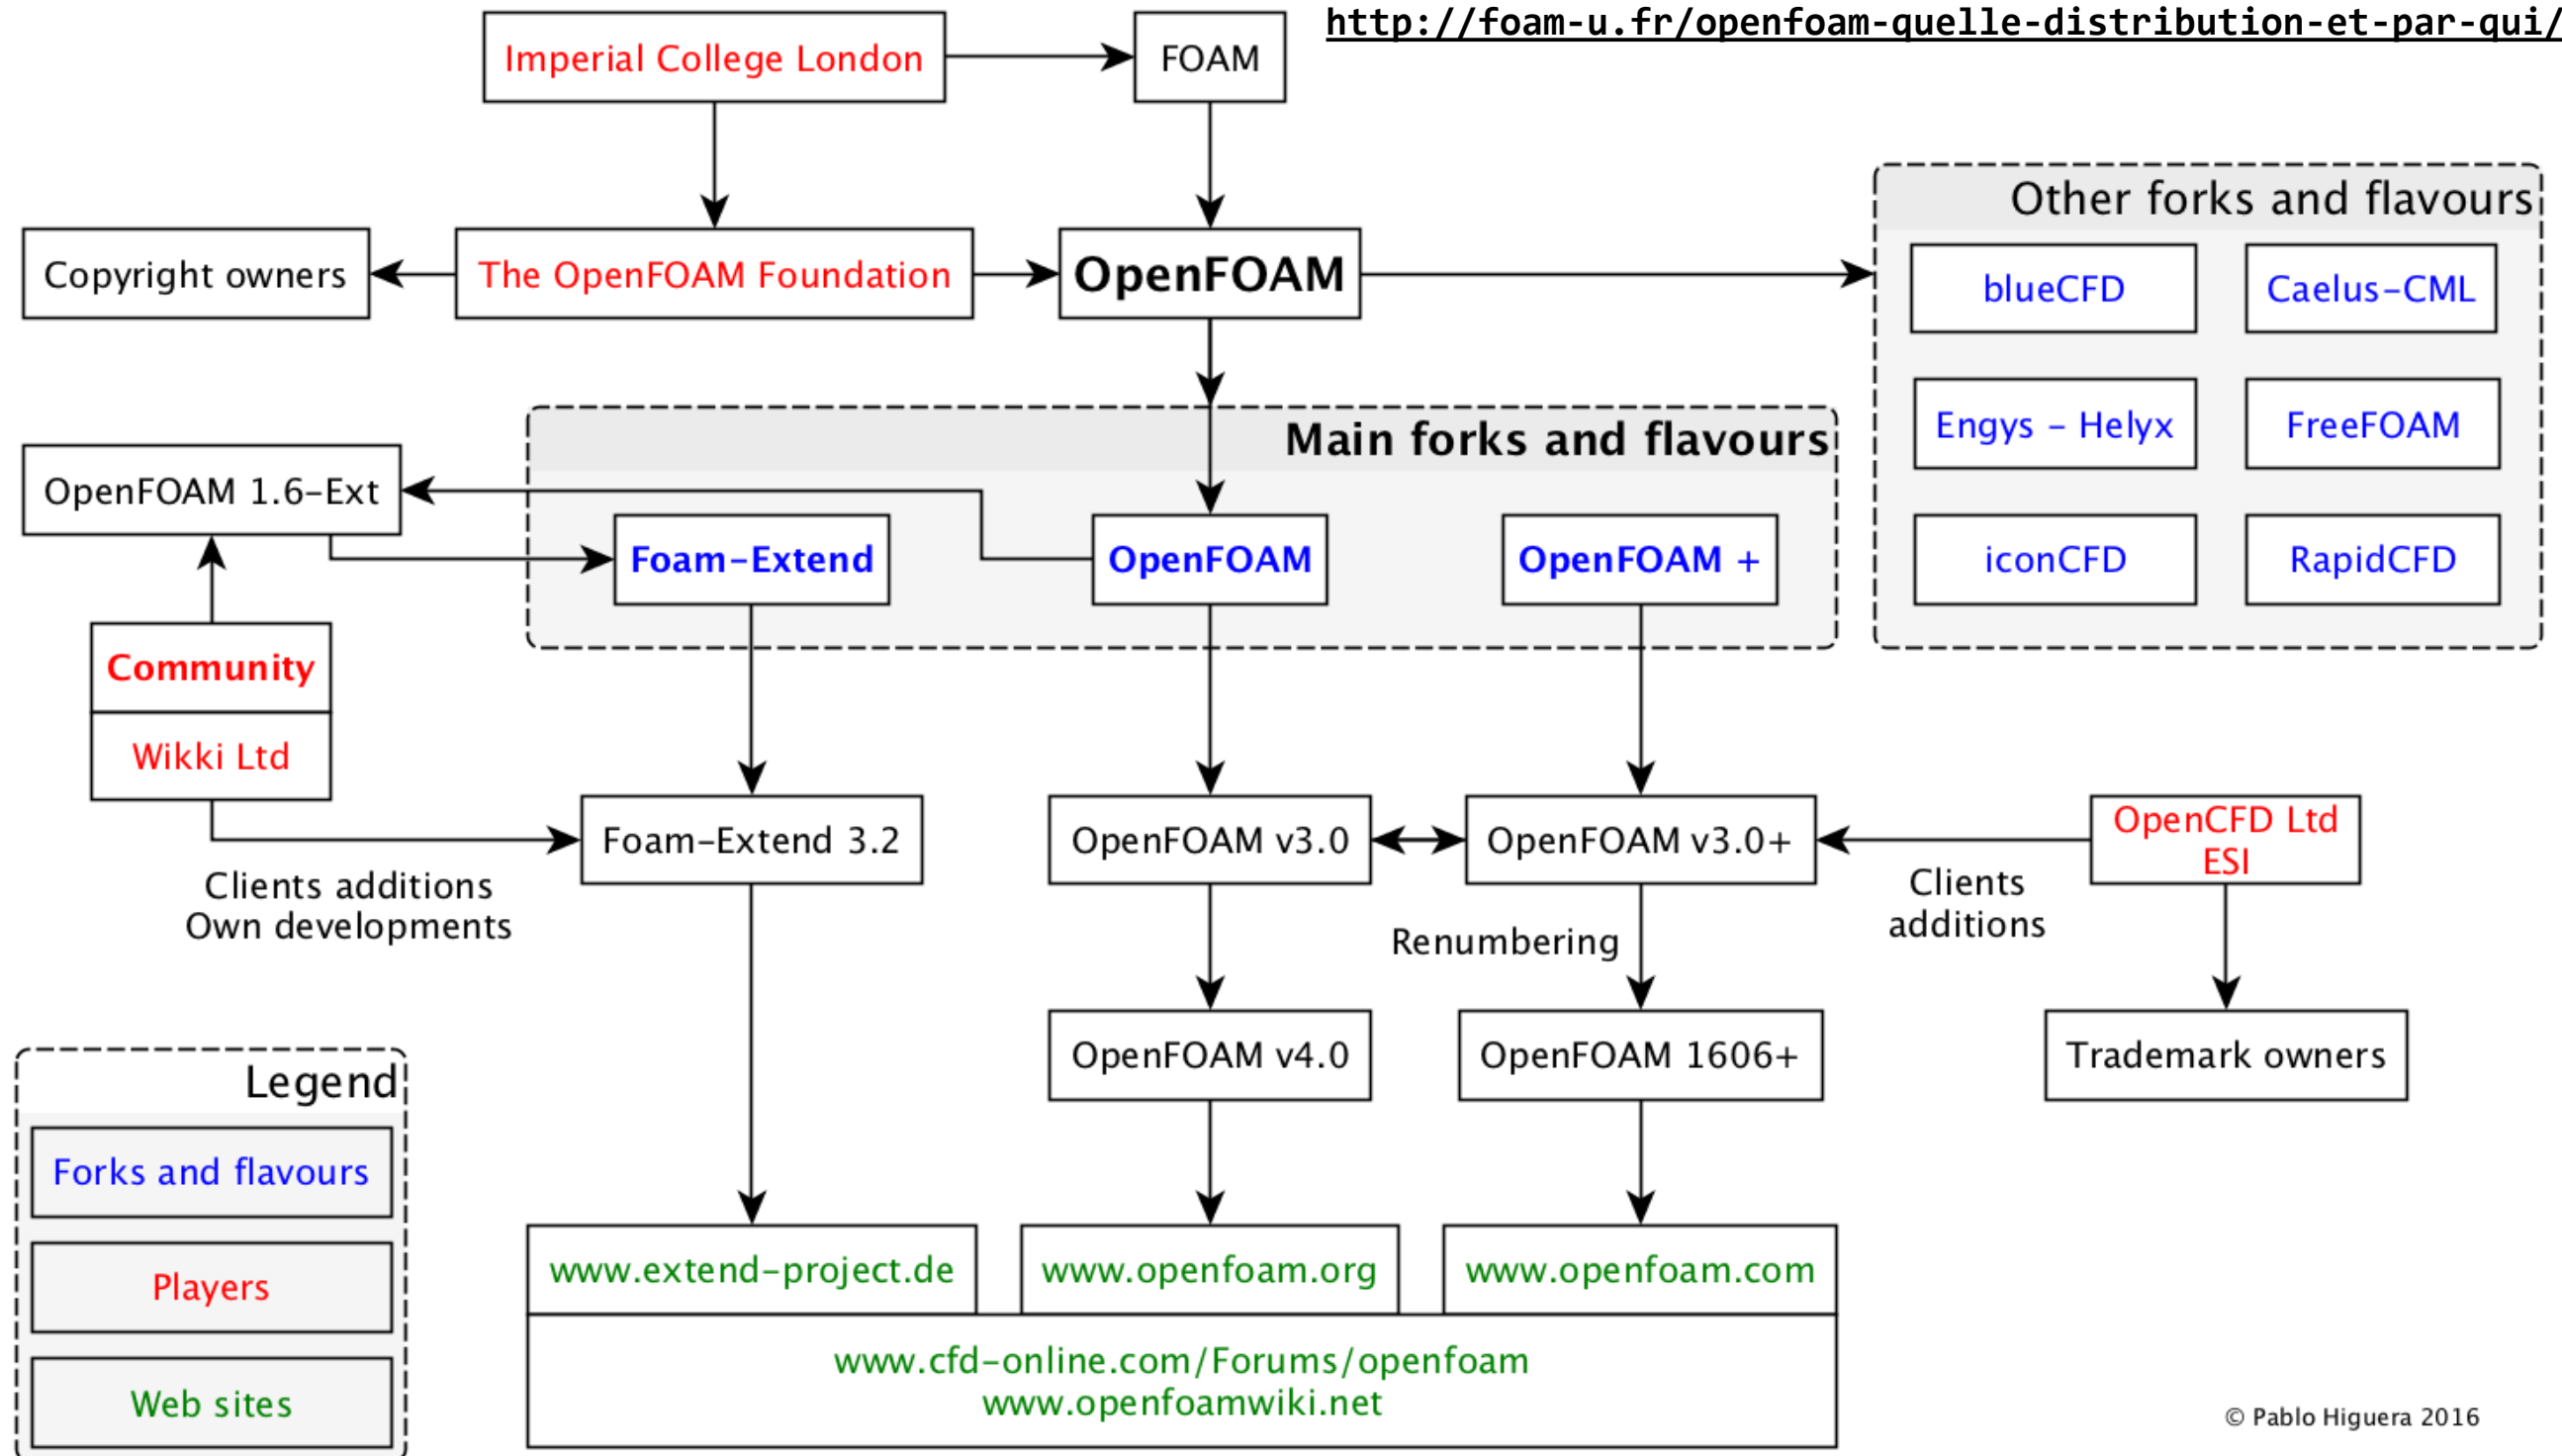 http://foam-u.fr/openfoam-quelle-distribution-et-par-qui/
Imperial College London
FOAM
Other forks and flavours
Copyright owners
The OpenFOAM Foundation
OpenFOAM
blueCFD
Caelus-CML
Engys - Helyx
FreeFOAM
iconCFD
RapidCFD
Main forks and flavours
OpenFOAM 1.6-Ext
Foam-Extend
OpenFOAM
OpenFOAM +
Community
Wikki Ltd
Foam-Extend 3.2
OpenFOAM v3.0
OpenFOAM v3.0+
OpenCFD Ltd
ESI
Clients additions
Own developments
Clients
additions
Renumbering
OpenFOAM v4.0
OpenFOAM 1606+
Trademark owners
Legend
Forks and flavours
Players
Web sites
www.extend-project.de
www.openfoam.org
www.openfoam.com
www.cfd-online.com/Forums/openfoam
www.openfoamwiki.net
© Pablo Higuera 2016